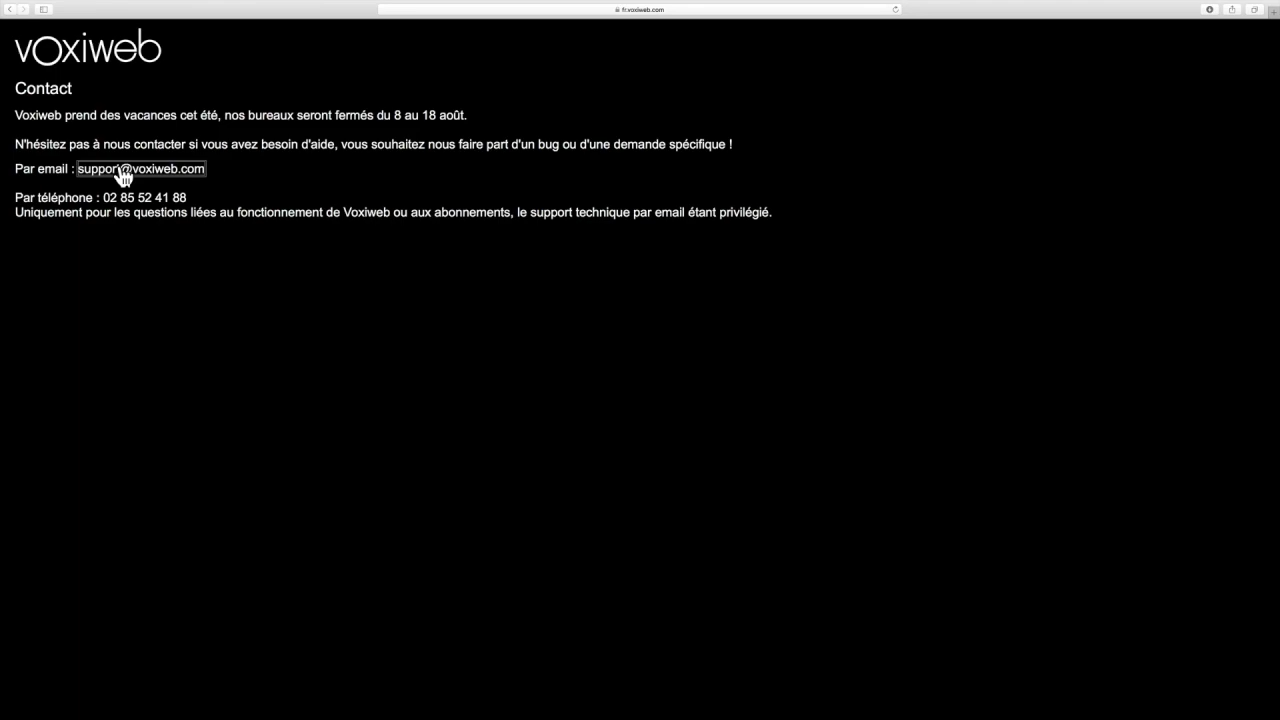 fr.voxiweb.com
voxiweb
Contact
Voxiweb prend des vacances cet été, nos bureaux seront fermés du 8 au 18 août.
N'hésitez pas à nous contacter si vous avez besoin d'aide, vous souhaitez nous faire part d'un bug ou d'une demande spécifique !
Par email : support@voxiweb.com
Par téléphone : 02 85 52 41 88
Uniquement pour les questions liées au fonctionnement de Voxiweb ou aux abonnements, le support technique par email étant privilégié.